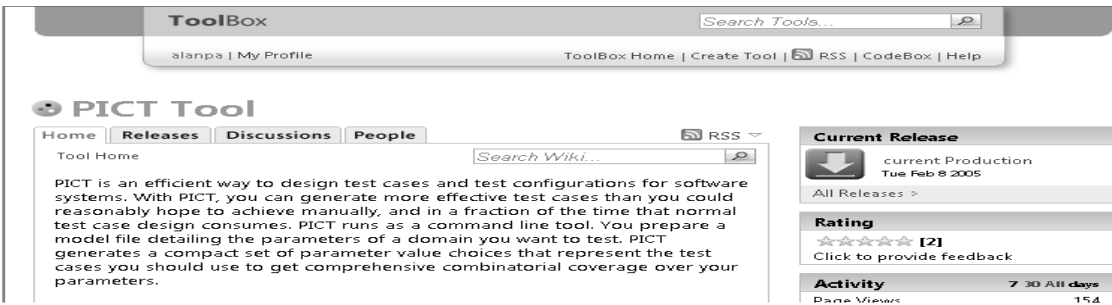 ToolBox
Search Tools...
alanpa | My Profile
ToolBox Home | Create Tool | RSS | CodeBox | Help
PICT Tool
Home Releases Discussions People
RSS
Tool Home
Search Wiki...
PICT is an efficient way to design test cases and test configurations for software
systems. With PICT, you can generate more effective test cases than you could
reasonably hope to achieve manually, and in a fraction of the time that normal
test case design consumes. PICT runs as a command line tool. You prepare a
model file detailing the parameters of a domain you want to test. PICT
generates a compact set of parameter value choices that represent the test
cases you should use to get comprehensive combinatorial coverage over your
parameters.
Current Release
current Production
Tue Feb 8 2005
All Releases >
Rating
[2]
Click to provide feedback
Activity 7 30 All days
Page Views 154